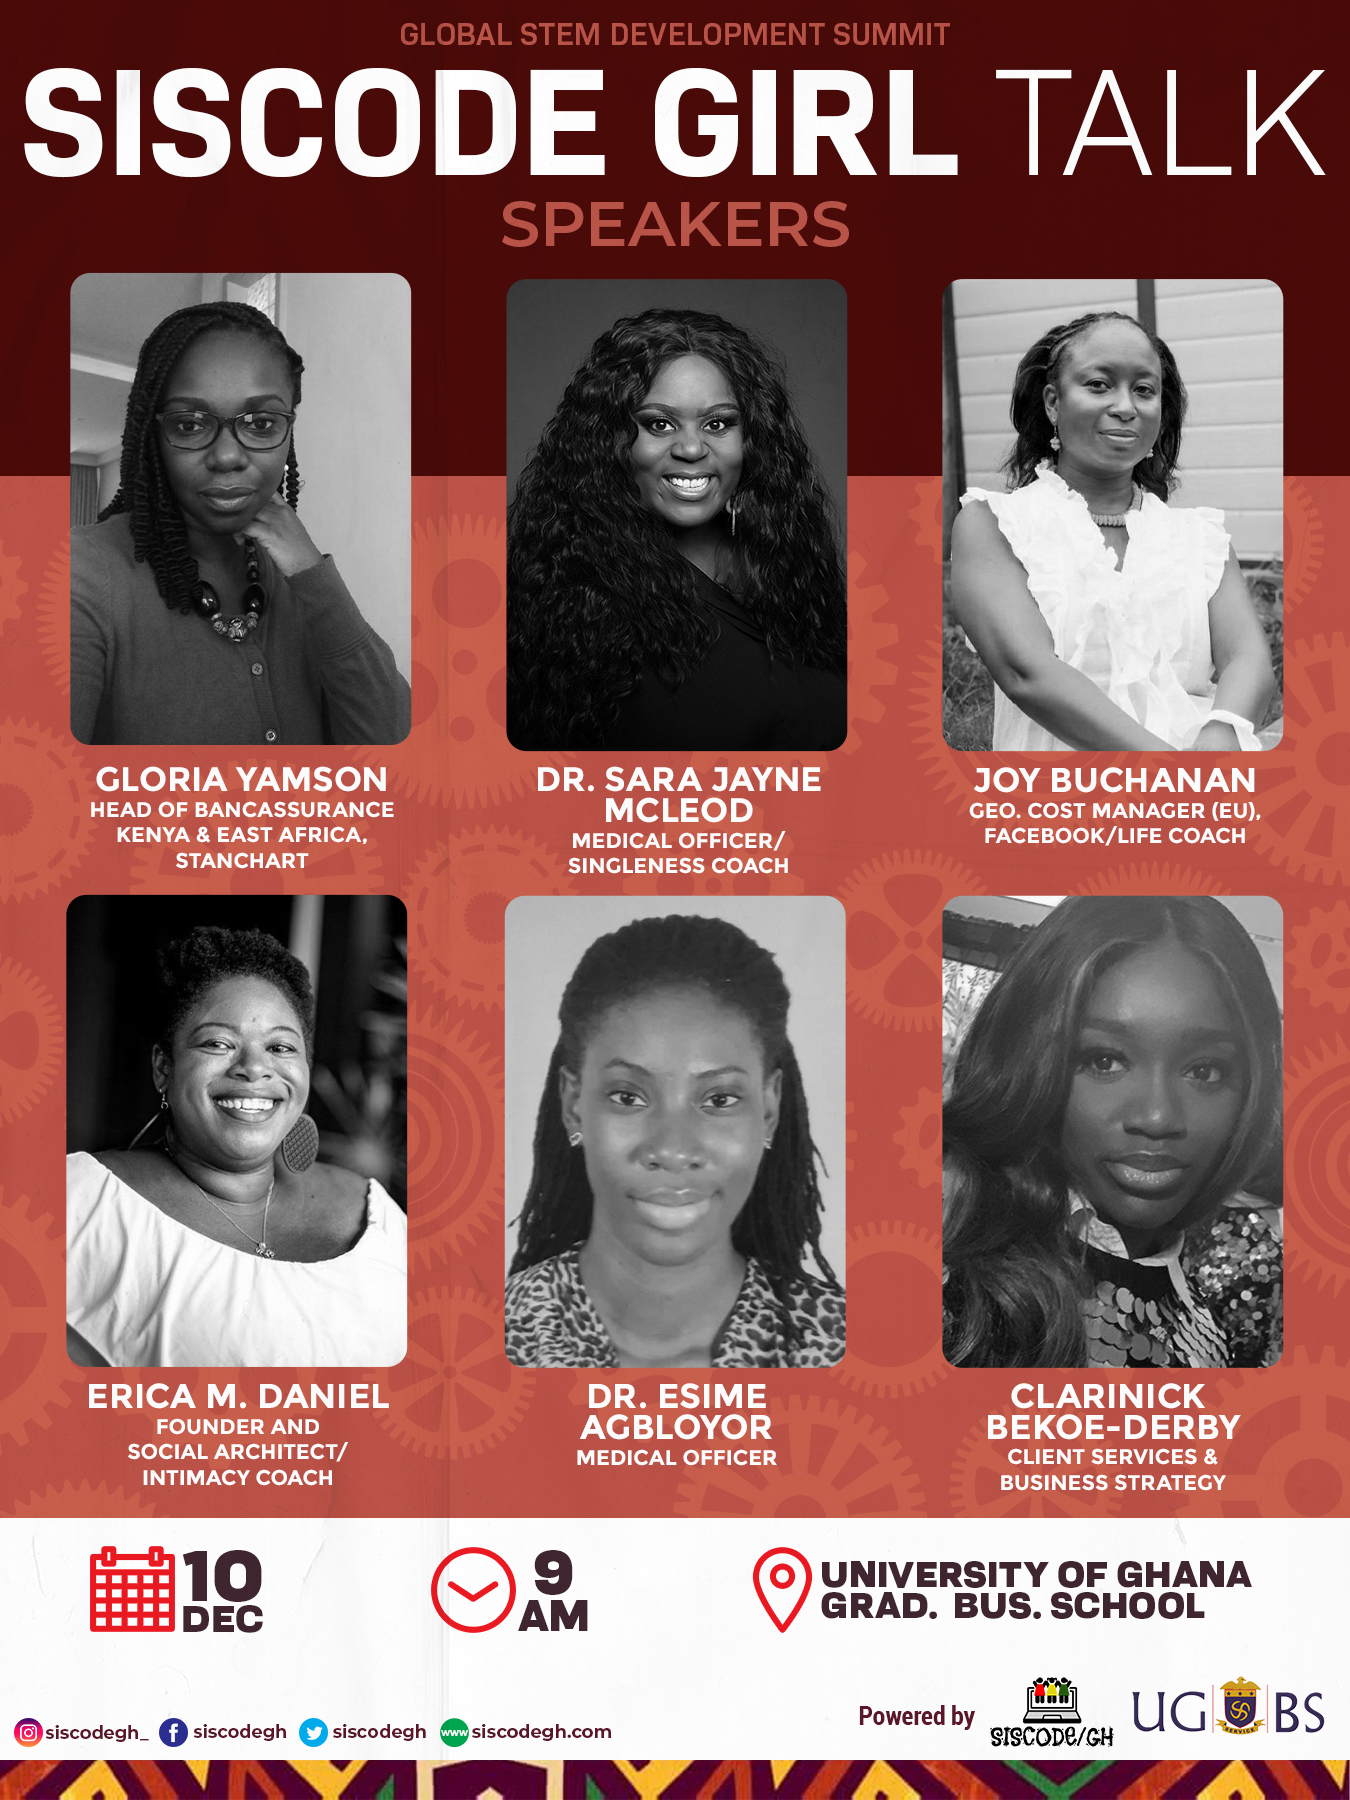 GLOBAL STEM DEVELOPMENT SUMMIT
SISCODE GIRL TALK
SPEAKERS
GLORIA YAMSON
HEAD OF BANCASSURANCE
KENYA & EAST AFRICA,
STANCHART
DR. SARA JAYNE
MCLEOD
MEDICAL OFFICER/
SINGLENESS COACH
JOY BUCHANAN
GEO. COST MANAGER (EU),
FACEBOOK/LIFE COACH
ERICA M. DANIEL
FOUNDER AND
SOCIAL ARCHITECT/
INTIMACY COACH
DR. ESIME
AGBLOYOR
MEDICAL OFFICER
CLARINICK
BEKOE-DERBY
CLIENT SERVICES &
BUSINESS STRATEGY
10
DEC
9
AM
UNIVERSITY OF GHANA
GRAD. BUS. SCHOOL
siscodegh_
siscodegh
siscodegh
www
siscodegh.com
Powered by
SISCODE/GH
UG BS
SERVICE